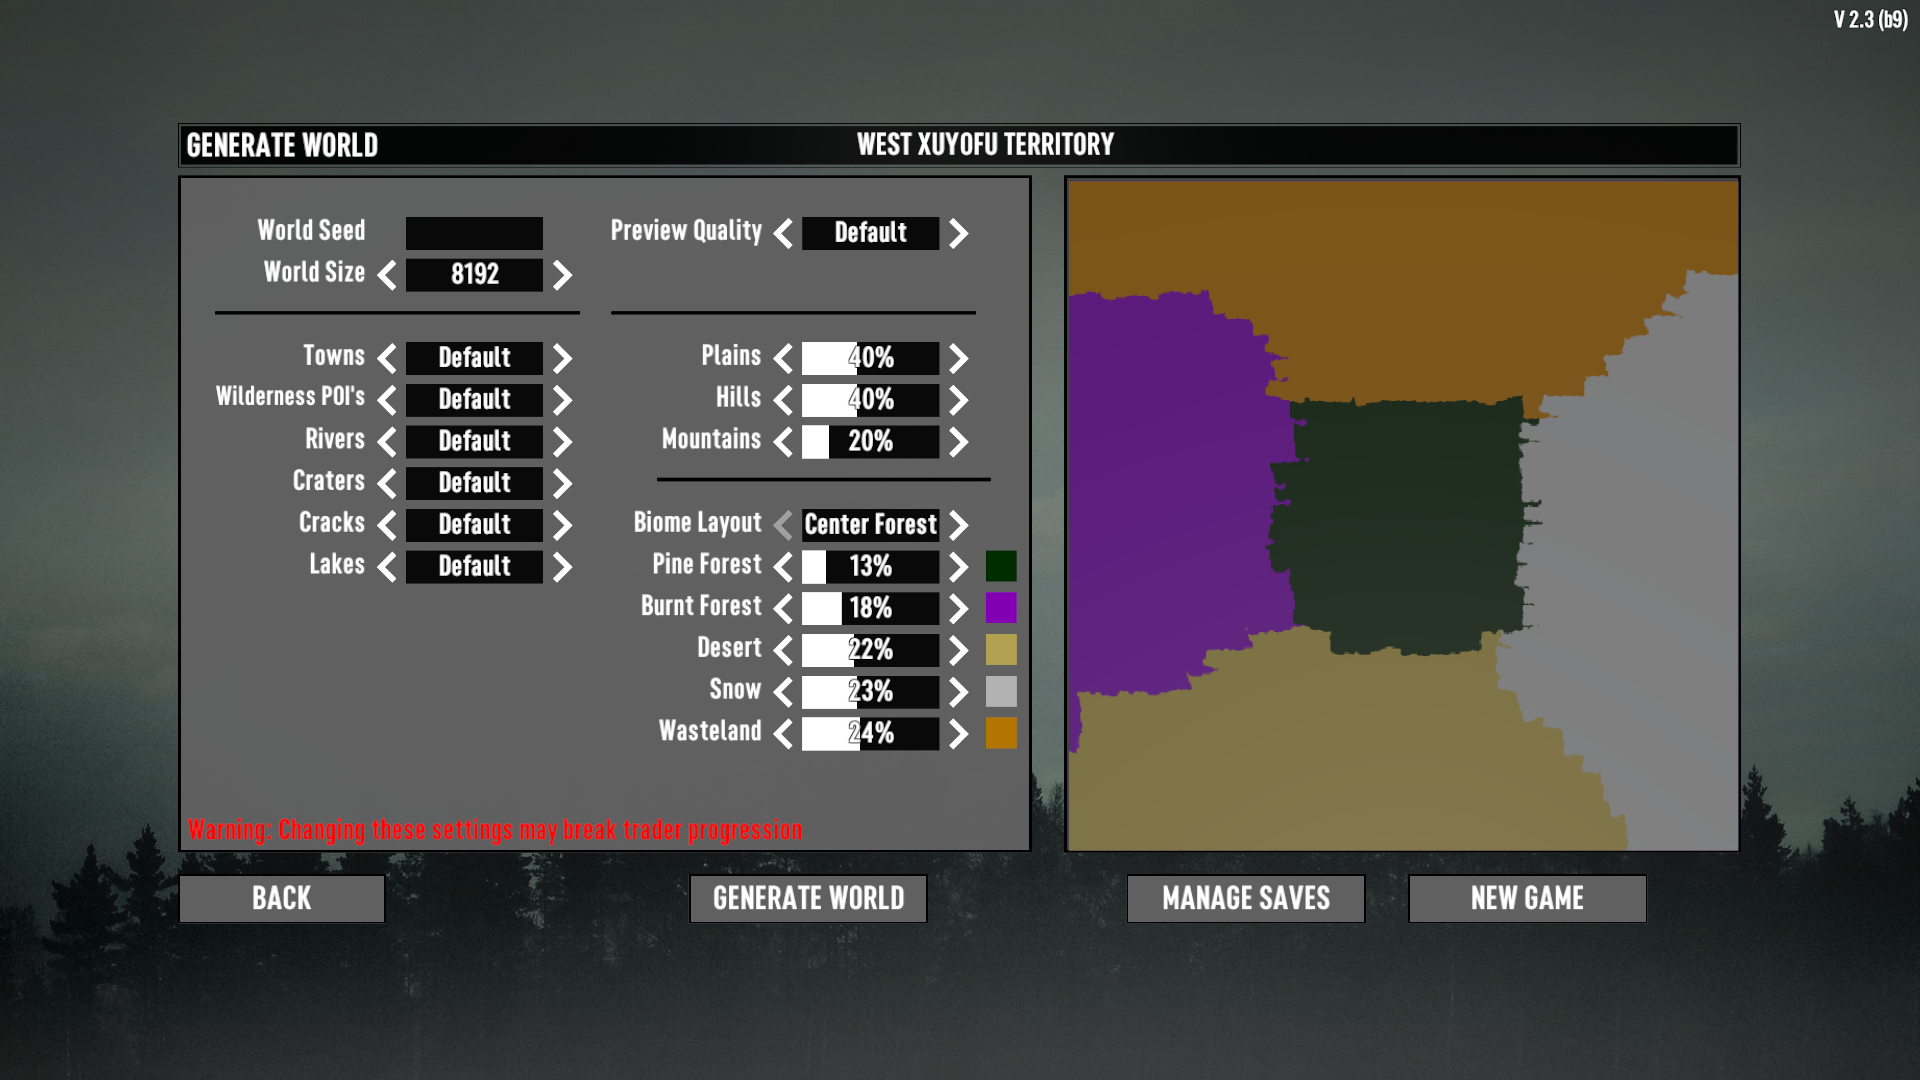 V 2.3 (b9)
GENERATE WORLD
WEST XUYOFU TERRITORY
World Seed
World Size
8192
Towns
Default
Wilderness POI's
Default
Rivers
Default
Craters
Default
Cracks
Default
Lakes
Default
Preview Quality
Default
Plains
40%
Hills
40%
Mountains
20%
Biome Layout
Center Forest
Pine Forest
13%
Burnt Forest
18%
Desert
22%
Snow
23%
Wasteland
24%
Warning: Changing these settings may break trader progression
BACK
GENERATE WORLD
MANAGE SAVES
NEW GAME